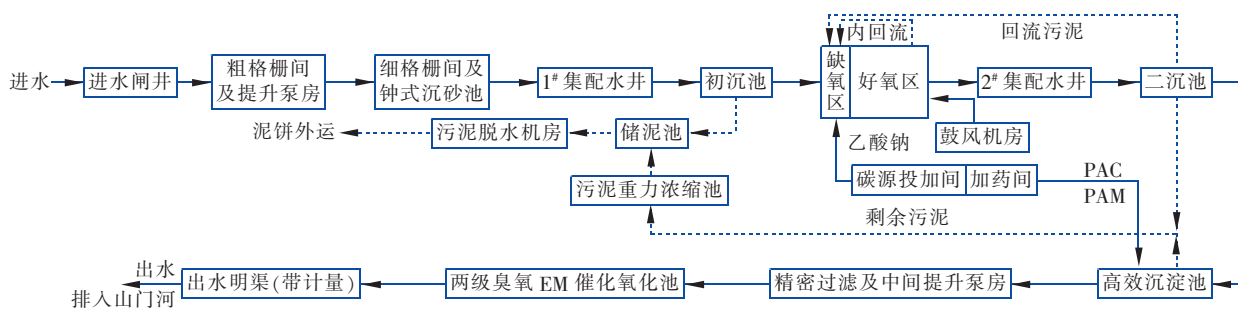 内回流
回流污泥
进水
进水闸井
粗格栅间
及提升泵房
细格栅间及
钟式沉砂池
1# 集配水井
初沉池
缺
氧
区
好氧区
2# 集配水井
二沉池
泥饼外运
污泥脱水机房
储泥池
乙酸钠
鼓风机房
污泥重力浓缩池
碳源投加间
加药间
PAC
PAM
剩余污泥
出水
排入山门河
出水明渠(带计量)
两级臭氧 EM 催化氧化池
精密过滤及中间提升泵房
高效沉淀池